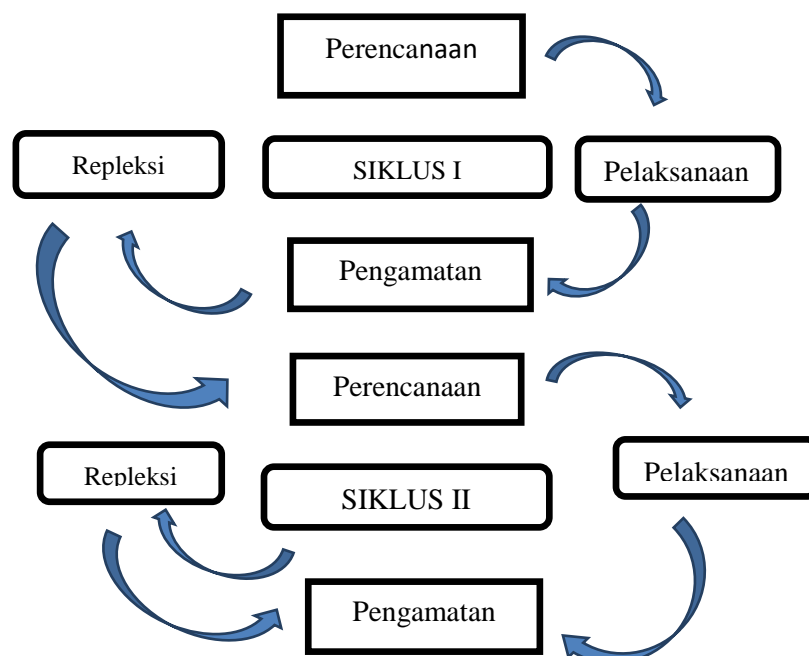 Perencanaan
Repleksi
SIKLUS I
Pelaksanaan
Pengamatan
Perencanaan
Repleksi
SIKLUS II
Pelaksanaan
Pengamatan